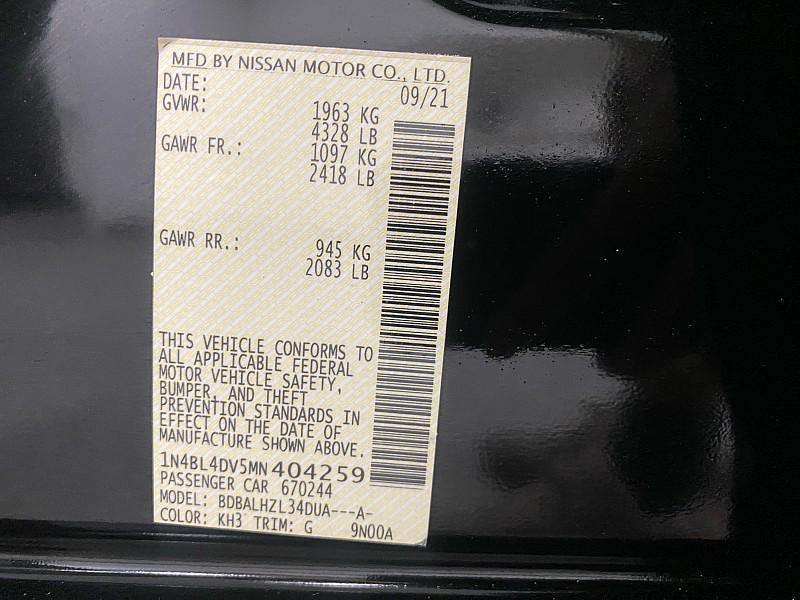 MFD BY NISSAN MOTOR CO., LTD.
DATE: 09/21
GVWR: 1963 KG
4328 LB
GAWR FR.: 1097 KG
2418 LB
GAWR RR.: 945 KG
2083 LB
THIS VEHICLE CONFORMS TO
ALL APPLICABLE FEDERAL
MOTOR VEHICLE SAFETY,
BUMPER, AND THEFT
PREVENTION STANDARDS IN
EFFECT ON THE DATE OF
MANUFACTURE SHOWN ABOVE.
1N4BL4DV5MN404259
PASSENGER CAR 670244
MODEL: BDBALHZL34DUA---A-
COLOR: KH3 TRIM: G 9N00A